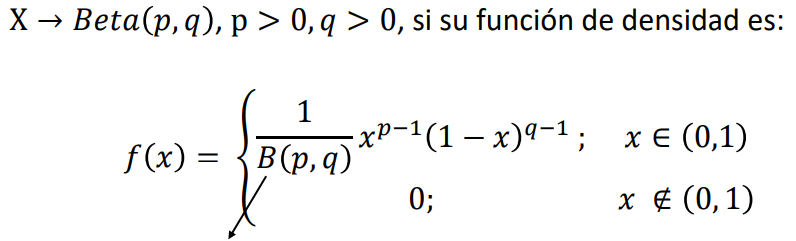 X → Beta(p, q), p > 0, q > 0, si su función de densidad es:
f(x) = { 1/B(p, q) x^{p−1}(1 − x)^{q−1} ; x ∈ (0,1)
0; x ∉ (0, 1)